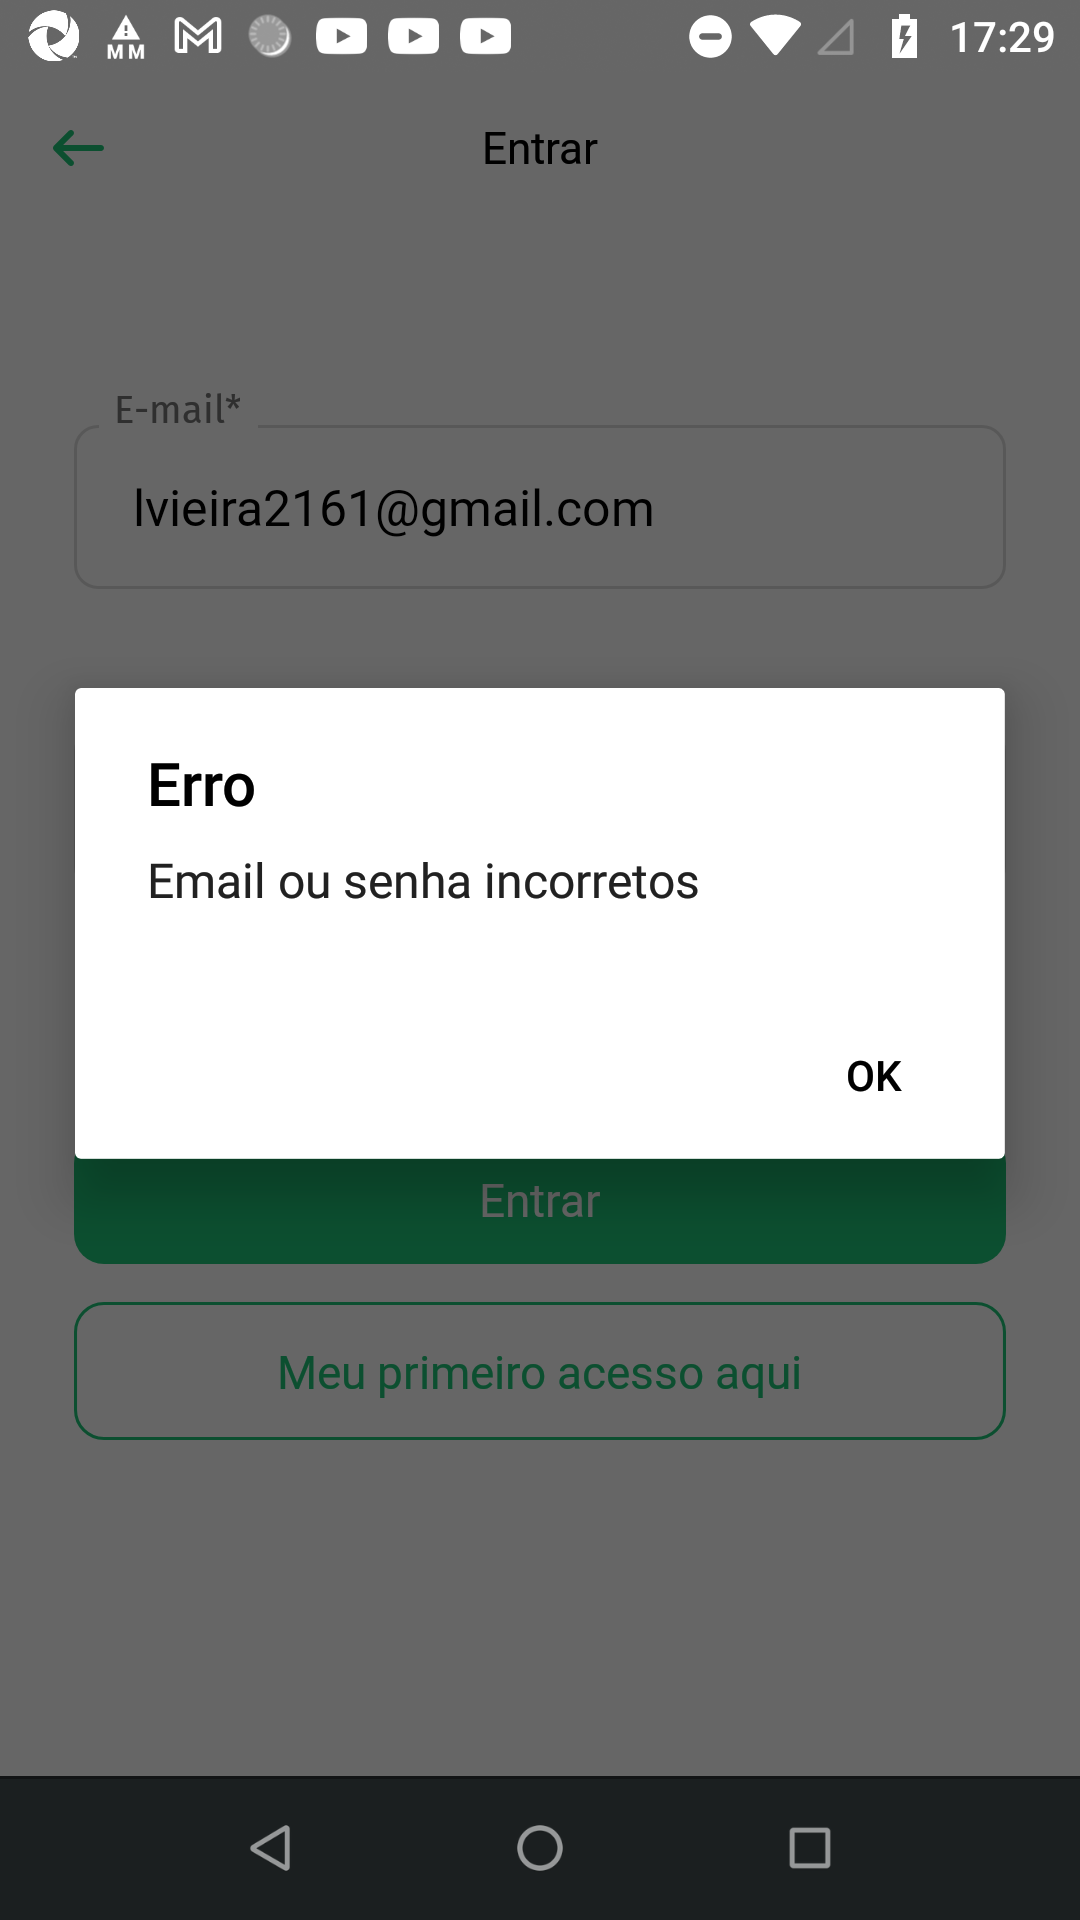 MM
17:29
Entrar
E-mail*
lvieira2161@gmail.com
Erro
Email ou senha incorretos
OK
Entrar
Meu primeiro acesso aqui